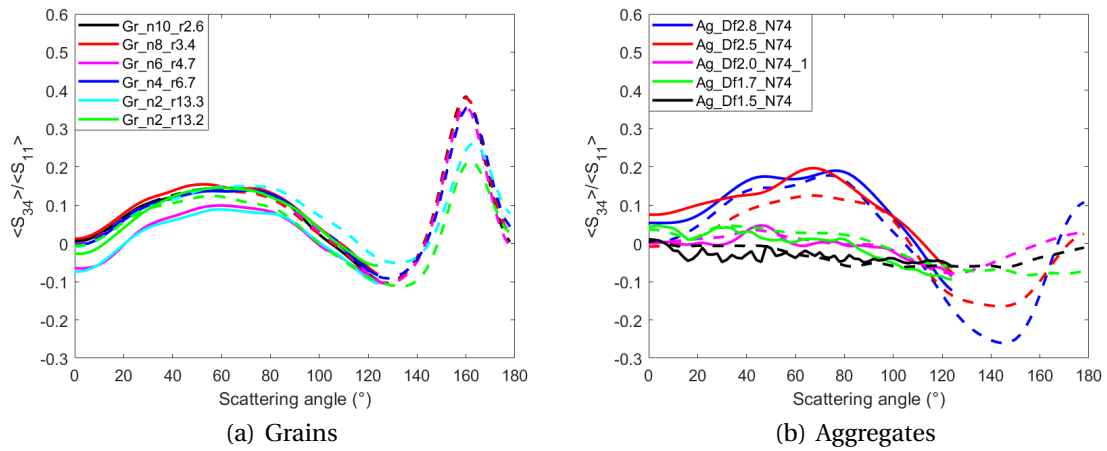 0.6
0.5
0.4
0.3
0.2
0.1
0
-0.1
-0.2
-0.3
<S34>/<S11>
Gr_n10_r2.6
Gr_n8_r3.4
Gr_n6_r4.7
Gr_n4_r6.7
Gr_n2_r13.3
Gr_n2_r13.2
0 20 40 60 80 100 120 140 160 180
Scattering angle (°)
(a) Grains
0.6
0.5
0.4
0.3
0.2
0.1
0
-0.1
-0.2
-0.3
<S34>/<S11>
Ag_Df2.8_N74
Ag_Df2.5_N74
Ag_Df2.0_N74_1
Ag_Df1.7_N74
Ag_Df1.5_N74
0 20 40 60 80 100 120 140 160 180
Scattering angle (°)
(b) Aggregates